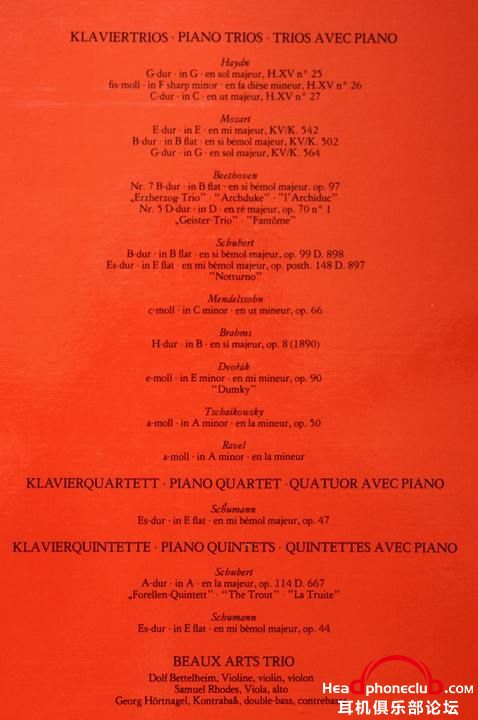 KLAVIERTRIOS · PIANO TRIOS · TRIOS AVEC PIANO
Haydn
G-dur · in G · en sol majeur, H.XV n° 25
fis-moll · in F sharp minor · en fa dièse mineur, H.XV n° 26
C-dur · in C · en ut majeur, H.XV n° 27
Mozart
E-dur · in E · en mi majeur, KV/K. 542
B-dur · in B flat · en si bémol majeur, KV/K. 502
G-dur · in G · en sol majeur, KV/K. 564
Beethoven
Nr. 7 B-dur · in B flat · en si bémol majeur. op. 97
„Erzherzog-Trio” · “Archduke” · “l’Archiduc”
Nr. 5 D-dur · in D · en ré majeur, op. 70 n° 1
„Geister-Trio” · “Fantôme”
Schubert
B-dur · in B flat · en si bémol majeur, op. 99 D. 898
Es-dur · in E flat · en mi bémol majeur, op. posth. 148 D. 897
“Notturno”
Mendelssohn
c-moll · in C minor · en ut mineur, op. 66
Brahms
H-dur · in B · en si majeur, op. 8 (1890)
Dvořák
e-moll · in E minor · en mi mineur, op. 90
“Dumky”
Tschaikowsky
a-moll · in A minor · en la mineur, op. 50
Ravel
a-moll · in A minor · en la mineur
KLAVIERQUARTETT · PIANO QUARTET · QUATUOR AVEC PIANO
Schumann
Es-dur · in E flat · en mi bémol majeur, op. 47
KLAVIERQUINTETTE · PIANO QUINTETS · QUINTETTES AVEC PIANO
Schubert
A-dur · in A · en la majeur, op. 114 D. 667
„Forellen-Quintett” · “The Trout” · “La Truite”
Schumann
Es-dur · in E flat · en mi bémol majeur, op. 44
BEAUX ARTS TRIO
Dolf Bettelheim, Violine, violin, violon
Samuel Rhodes, Viola, alto
Georg Hörtnagel, Kontrabaß, double-bass, contrebasse
Headphoneclub.com
耳机俱乐部论坛